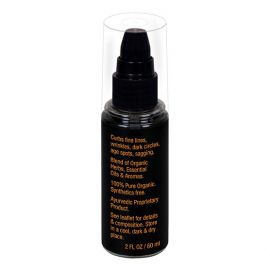 Curbs fine lines,
wrinkles, dark circles,
age spots, sagging.
Blend of Organic
Herbs, Essential
Oils & Aromas.
100% Pure Organic.
Synthetics free.
Ayurvedic Proprietary
Product.
See leaflet for details
& composition. Store
in a cool, dark & dry
place.
2 FL. OZ / 60 ml